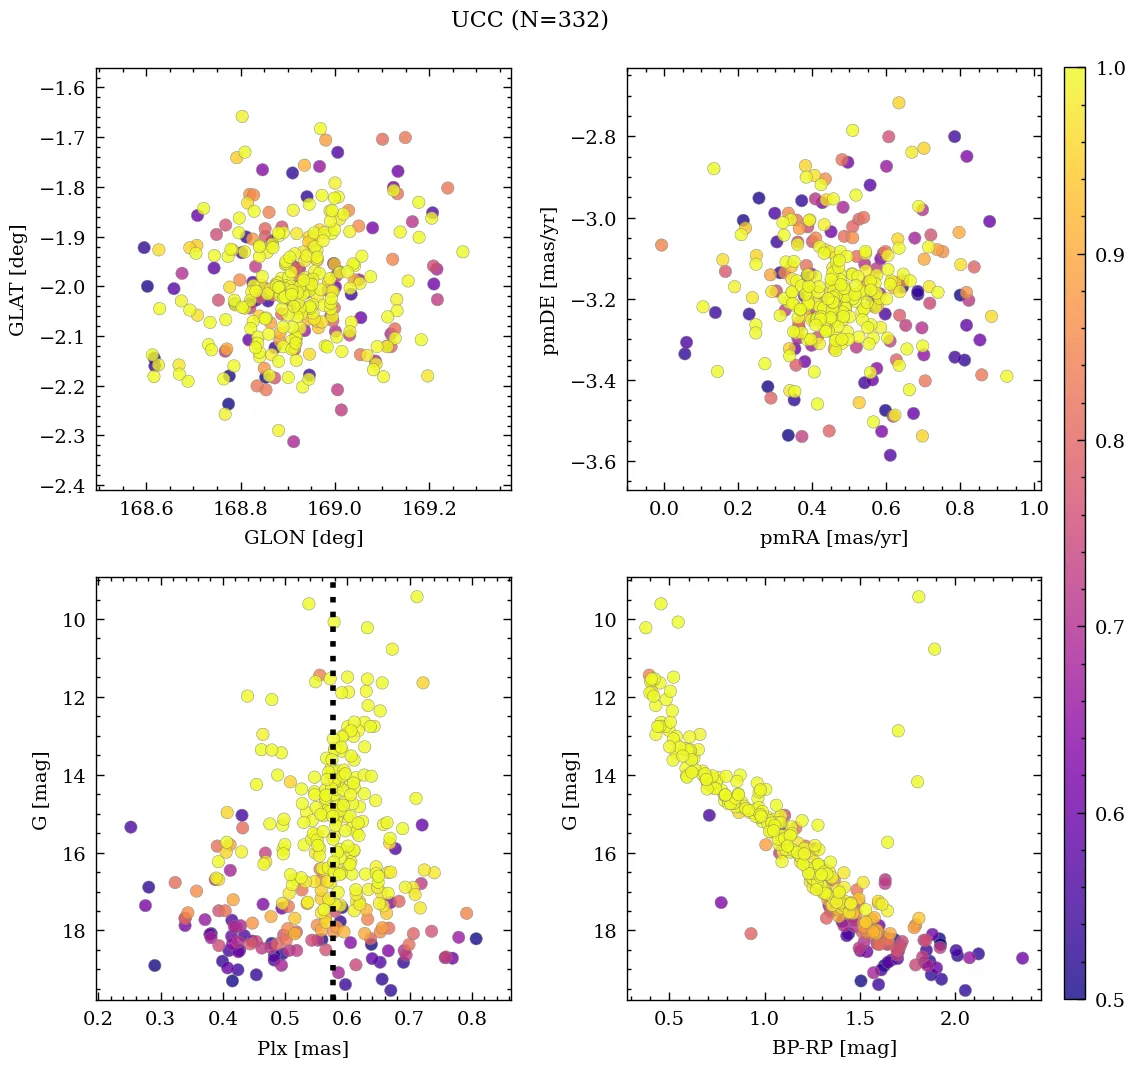 UCC (N=332)
−1.6
−1.7
−1.8
−1.9
−2.0
−2.1
−2.2
−2.3
−2.4
GLAT [deg]
168.6 168.8 169.0 169.2
GLON [deg]
−2.8
−3.0
−3.2
−3.4
−3.6
pmDE [mas/yr]
0.0 0.2 0.4 0.6 0.8 1.0
pmRA [mas/yr]
10
12
14
16
18
G [mag]
0.2 0.3 0.4 0.5 0.6 0.7 0.8
Plx [mas]
10
12
14
16
18
G [mag]
0.5 1.0 1.5 2.0
BP-RP [mag]
1.0
0.9
0.8
0.7
0.6
0.5